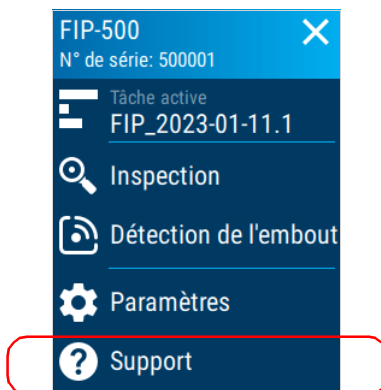 FIP-500
N° de série: 500001
Tâche active
FIP_2023-01-11.1
Inspection
Détection de l'embout
Paramètres
Support